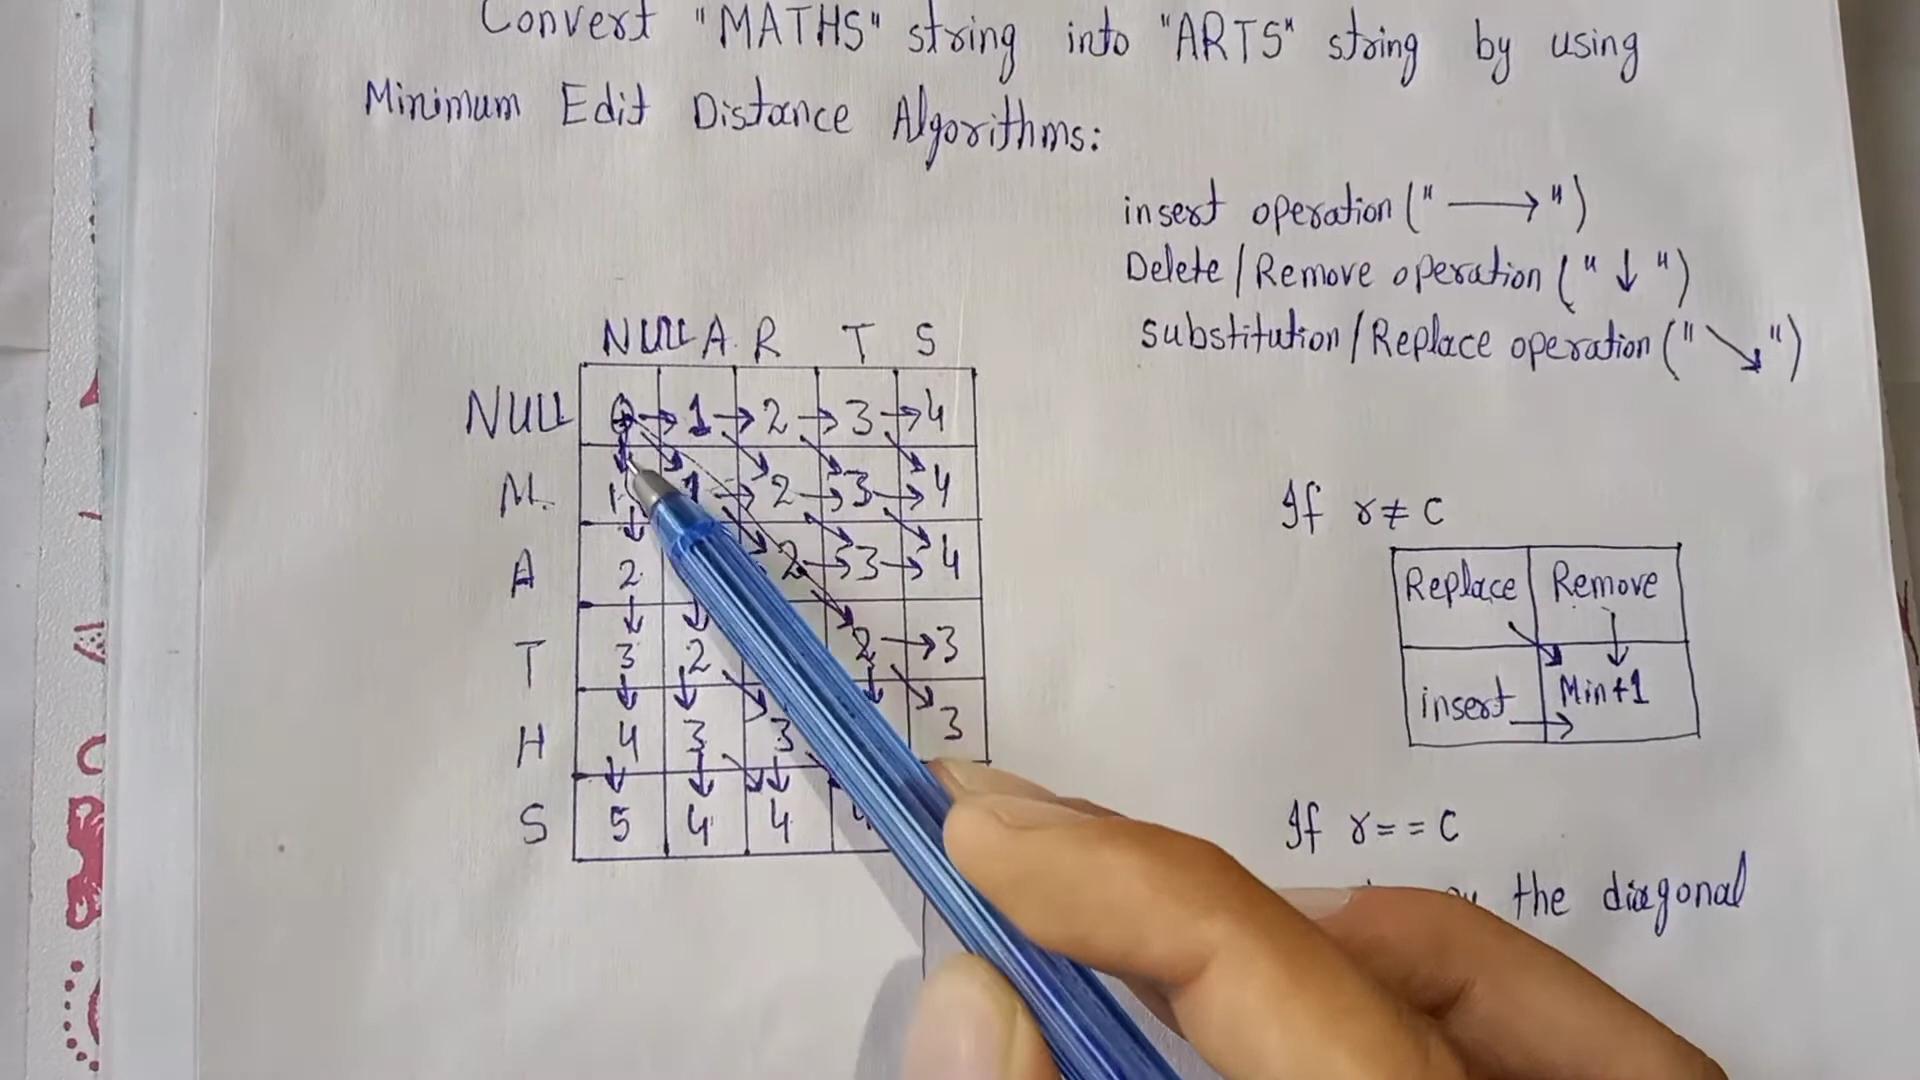 Convert "MATHS" string into "ARTS" string by using
Minimum Edit Distance Algorithms:
insert operation ("⟶")
Delete/Remove operation ("↓")
substitution/Replace operation ("↘")
NULL A R T S
NULL 0 → 1 → 2 → 3 → 4
M 1 1 → 2 → 3 → 4
A 2 2 → 3 → 4
T 3 2 2 → 3
H 4 3 3 3
S 5 4 4 4
If r ≠ c
Replace Remove
insert Min+1
If r == c
the diagonal